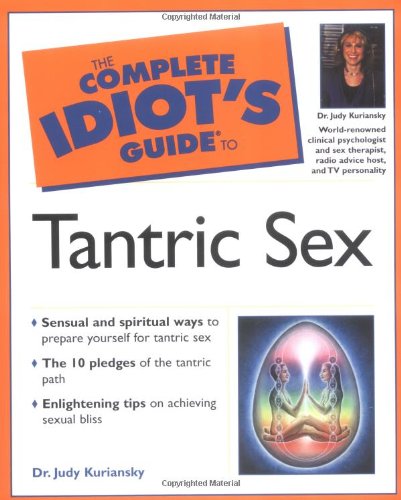 Copyrighted Material
THE
COMPLETE
IDIOT'S
GUIDE® TO
Dr. Judy Kuriansky
World-renowned
clinical psychologist
and sex therapist,
radio advice host,
and TV personality
Tantric Sex
♦ Sensual and spiritual ways to
prepare yourself for tantric sex
♦ The 10 pledges of the tantric
path
♦ Enlightening tips on achieving
sexual bliss
Dr. Judy Kuriansky
Copyrighted Material